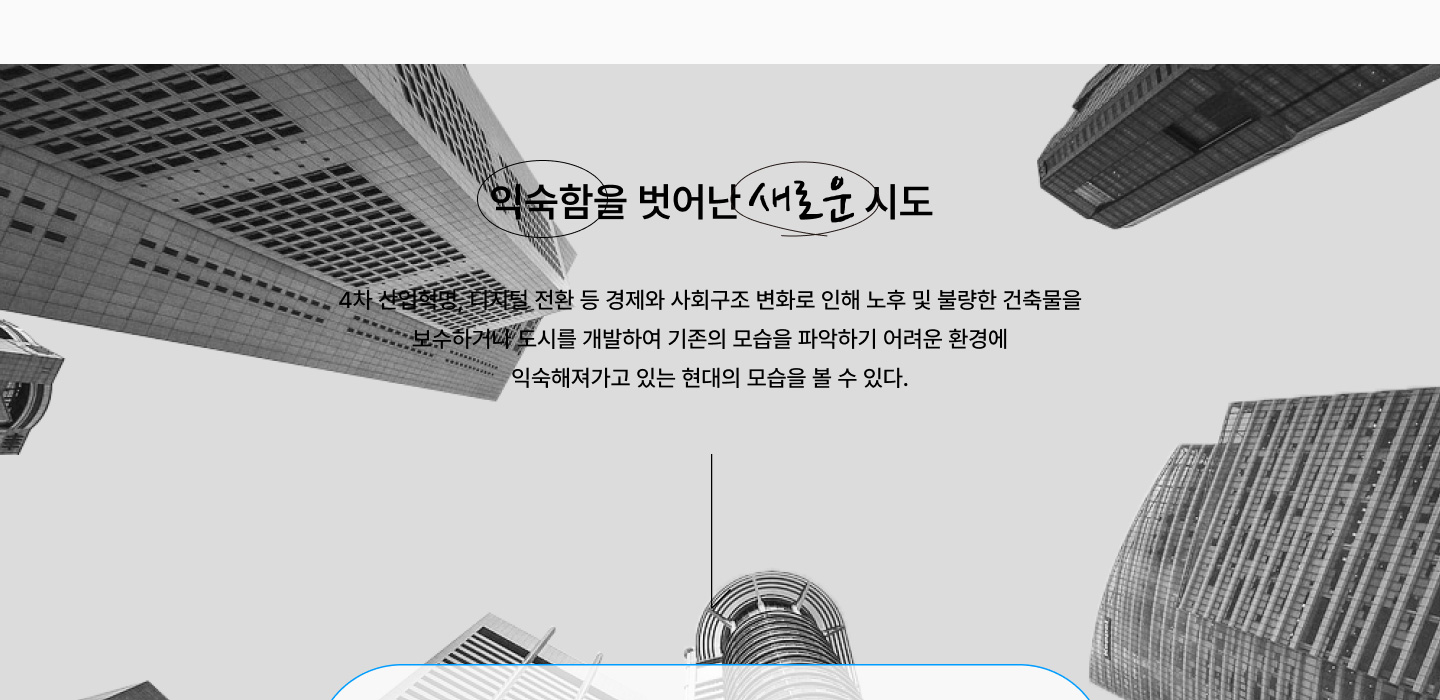 익숙함을 벗어난 새로운 시도
4차 산업혁명, 디지털 전환 등 경제와 사회구조 변화로 인해 노후 및 불량한 건축물을
보수하거나 도시를 개발하여 기존의 모습을 파악하기 어려운 환경에
익숙해져가고 있는 현대의 모습을 볼 수 있다.